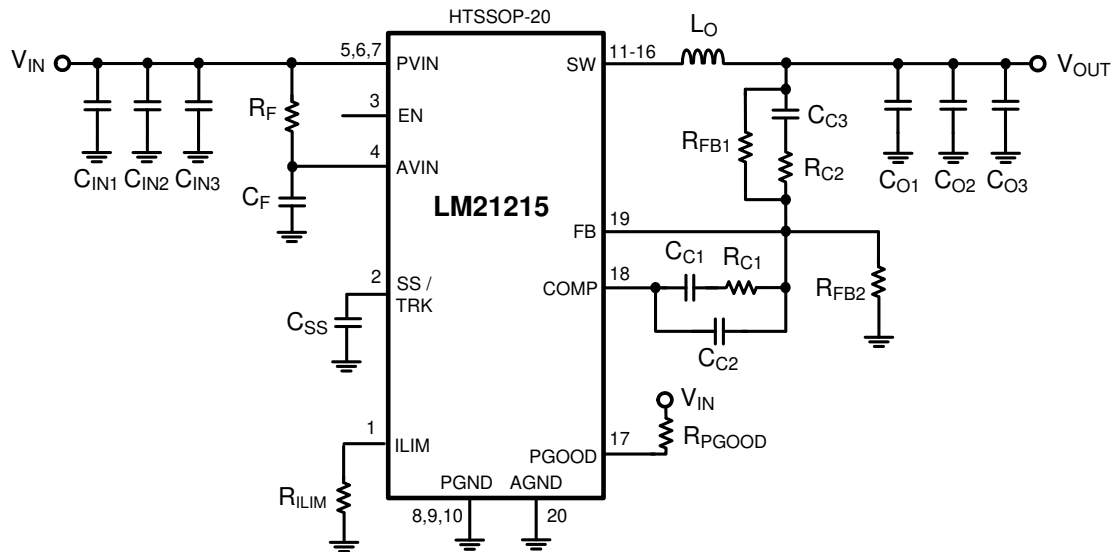 HTSSOP-20
V_IN
5,6,7
PVIN
SW
11-16
L_O
V_OUT
3
EN
R_F
4
AVIN
C_F
C_IN1
C_IN2
C_IN3
LM21215
R_FB1
C_C3
R_C2
C_O1
C_O2
C_O3
FB
19
COMP
18
C_C1
R_C1
C_C2
R_FB2
2
SS /
TRK
C_SS
V_IN
R_PGOOD
17
PGOOD
1
ILIM
R_ILIM
PGND
AGND
8,9,10
20